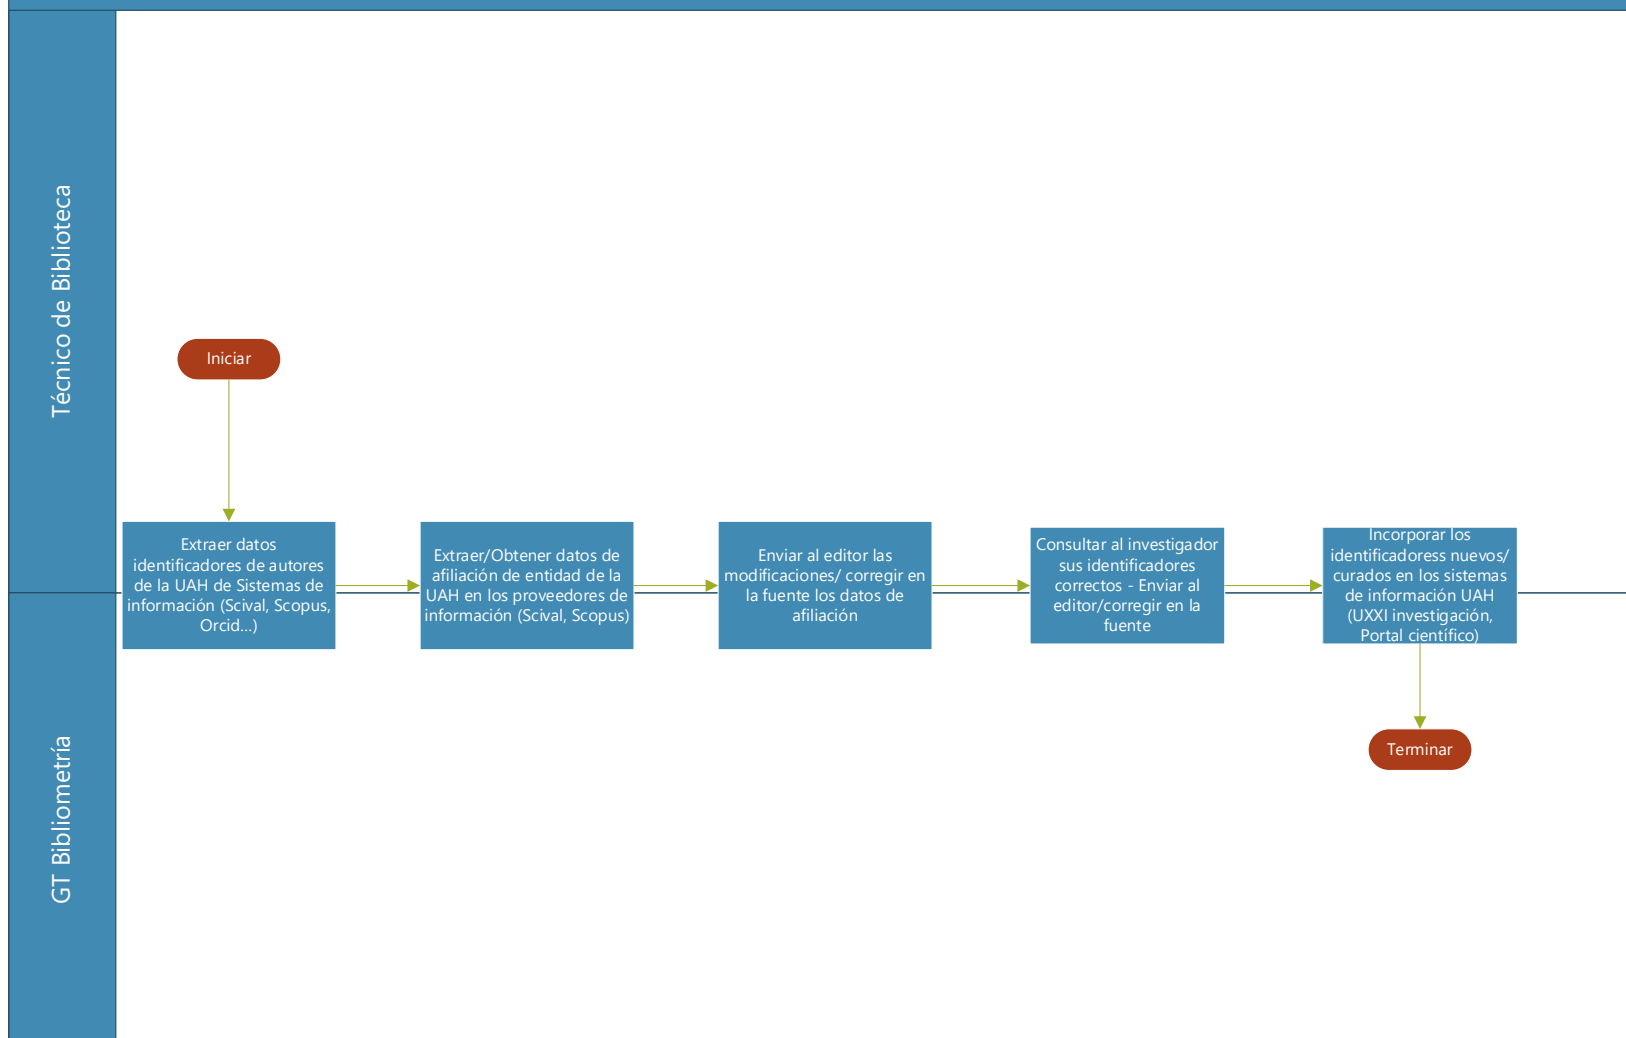 Técnico de Biblioteca
Iniciar
Extraer datos
identificadores de autores
de la UAH de Sistemas de
información (Scival, Scopus,
Orcid...)
Extraer/Obtener datos de
afiliación de entidad de la
UAH en los proveedores de
información (Scival, Scopus)
Enviar al editor las
modificaciones/ corregir en
la fuente los datos de
afiliación
Consultar al investigador
sus identificadores
correctos - Enviar al
editor/corregir en la
fuente
Incorporar los
identificadoress nuevos/
curados en los sistemas
de información UAH
(UXXI investigación,
Portal científico)
Terminar
GT Bibliometría